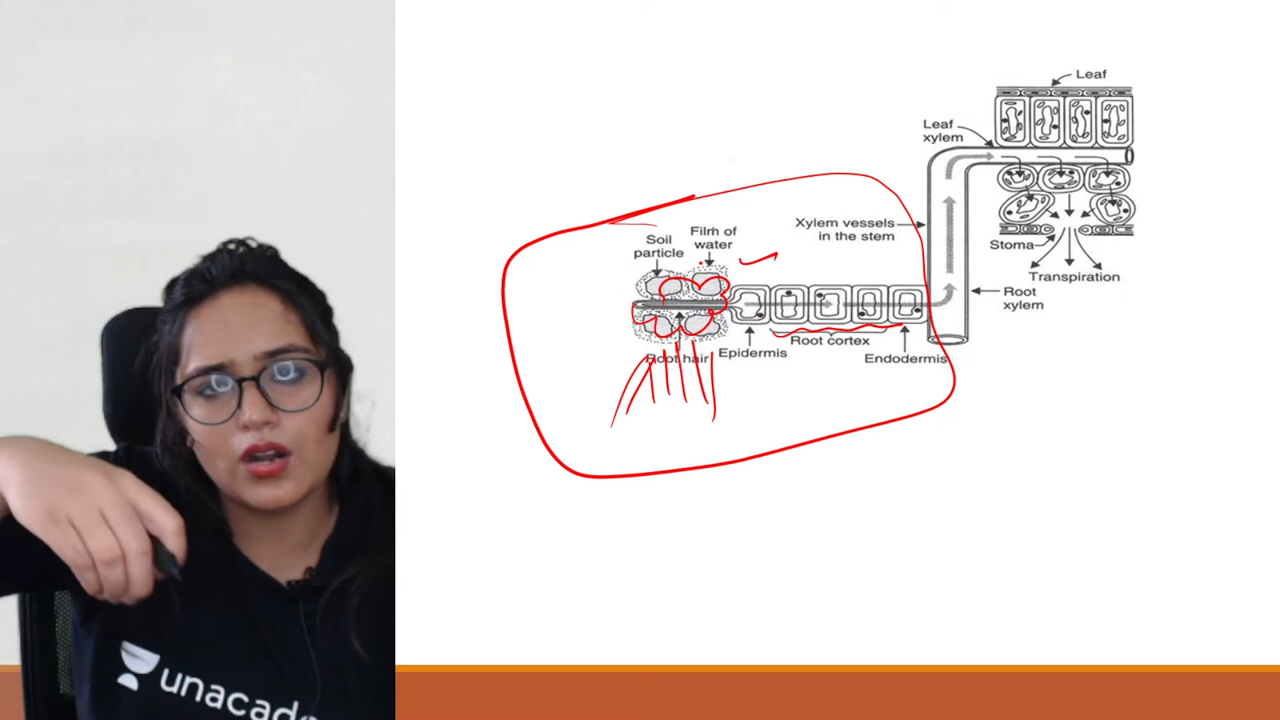 Leaf
Leaf
xylem
Xylem vessels
in the stem
Film of
water
Soil
particle
Stoma
Transpiration
Root
xylem
Root hair
Epidermis
Root cortex
Endodermis
unacad